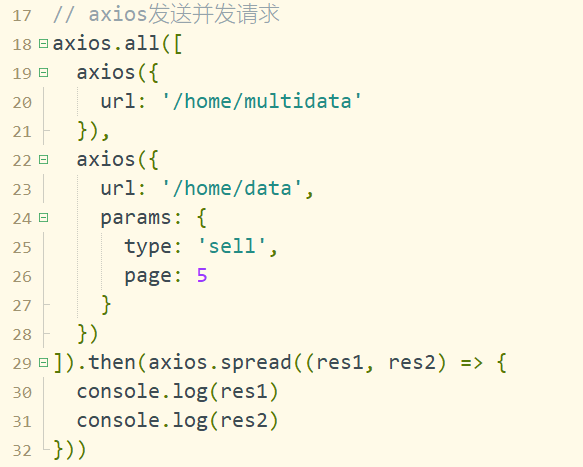 17 // axios发送并发请求
18 axios.all([
19   axios({
20     url: '/home/multidata'
21   }),
22   axios({
23     url: '/home/data',
24     params: {
25       type: 'sell',
26       page: 5
27     }
28   })
29 ]).then(axios.spread((res1, res2) => {
30   console.log(res1)
31   console.log(res2)
32 }))